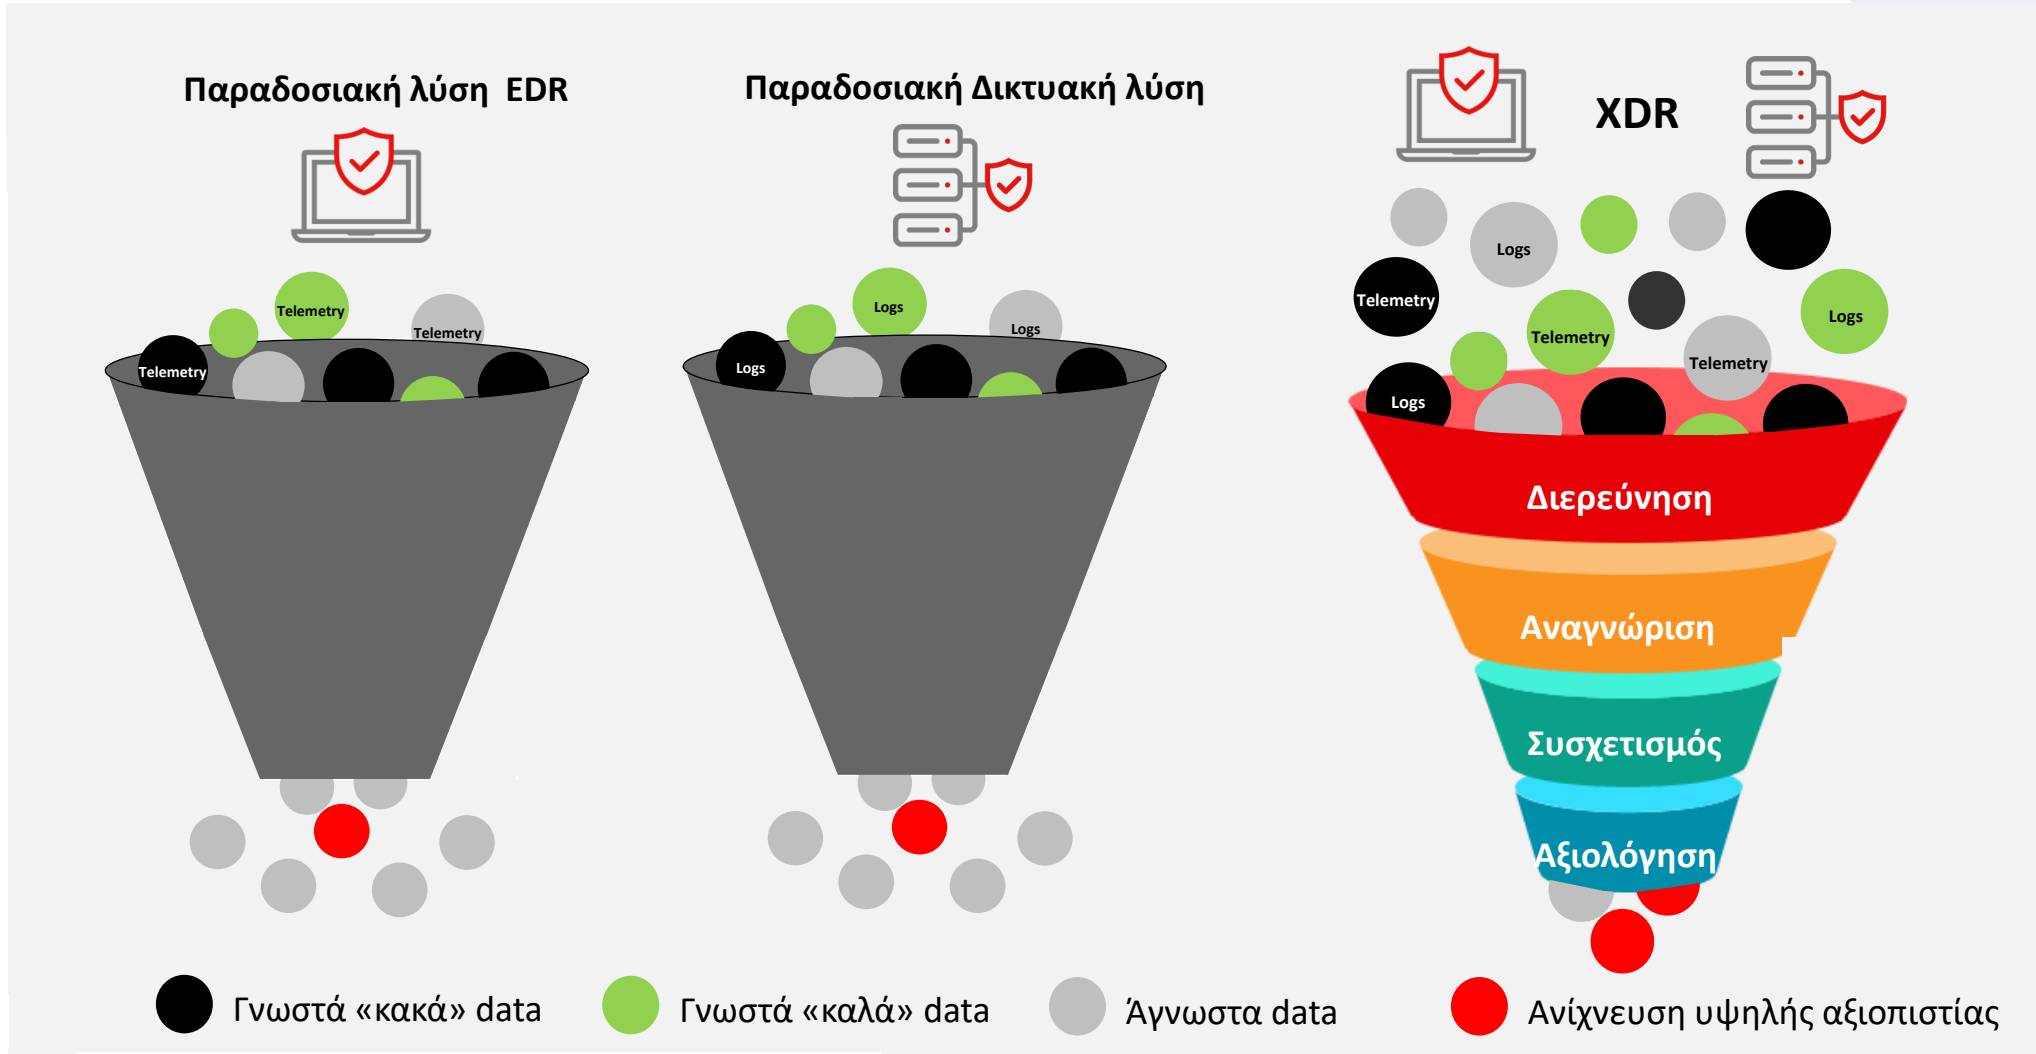 Παραδοσιακή λύση EDR
Telemetry
Telemetry
Telemetry
Παραδοσιακή Δικτυακή λύση
Logs
Logs
Logs
XDR
Logs
Telemetry
Logs
Telemetry
Telemetry
Logs
Διερεύνηση
Αναγνώριση
Συσχετισμός
Αξιολόγηση
Γνωστά «κακά» data
Γνωστά «καλά» data
Άγνωστα data
Ανίχνευση υψηλής αξιοπιστίας